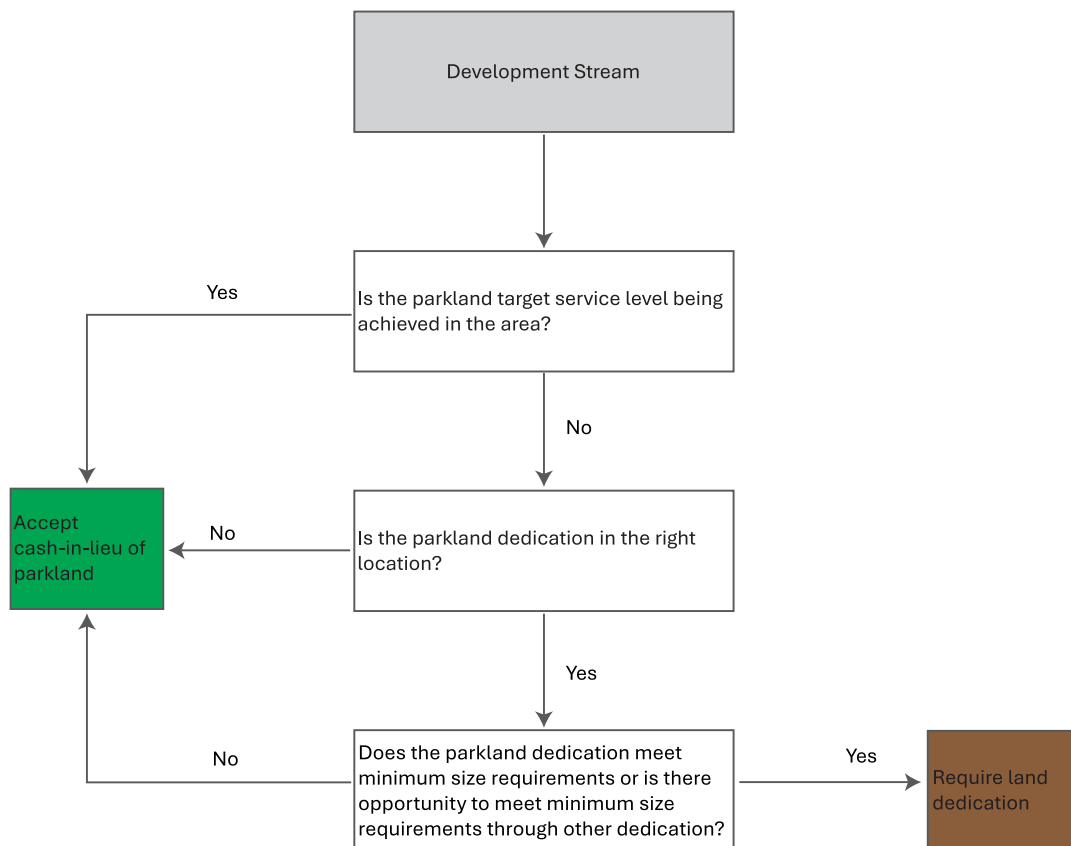 Development Stream
Yes
Is the parkland target service level being
achieved in the area?
No
Accept
cash-in-lieu of
parkland
No
Is the parkland dedication in the right
location?
Yes
No
Does the parkland dedication meet
minimum size requirements or is there
opportunity to meet minimum size
requirements through other dedication?
Yes
Require land
dedication